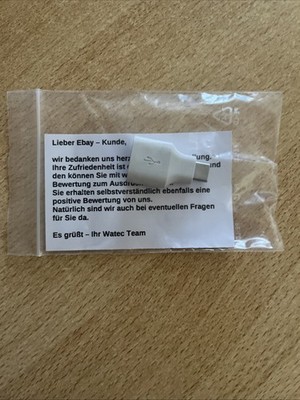 Lieber Ebay – Kunde,
wir bedanken uns
Ihre Zufriedenheit ist und
den können Sie mit
Bewertung zum
Sie erhalten selbstverständlich ebenfalls eine
positive Bewertung von uns.
Natürlich sind wir auch bei eventuellen Fragen
für Sie da.
Es grüßt – Ihr Watec Team